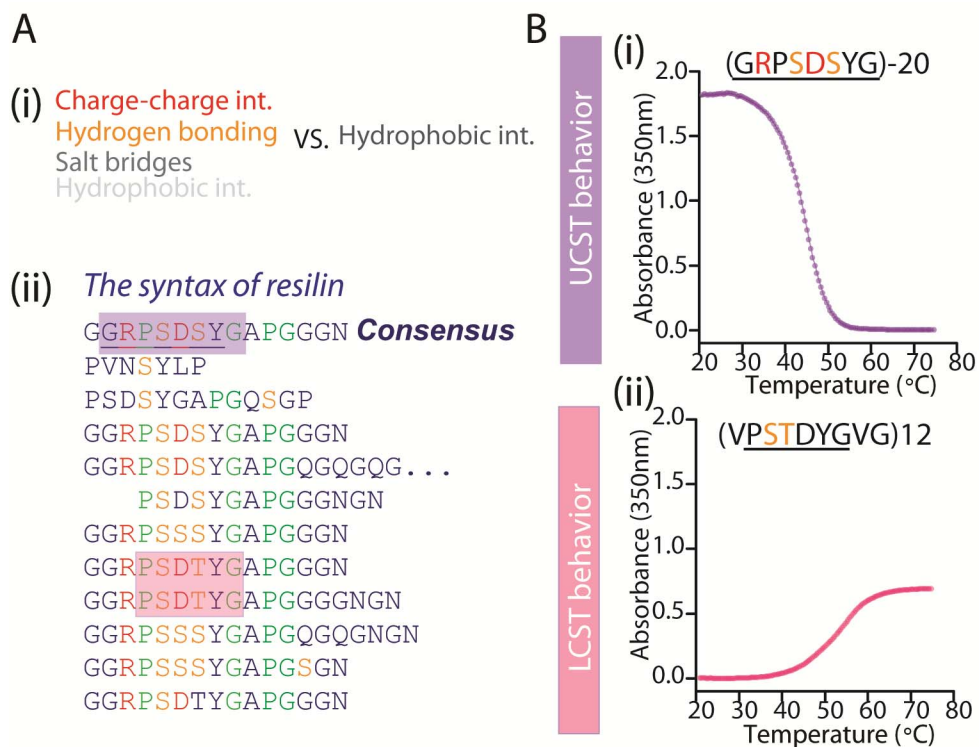 A
(i)
Charge-charge int.
Hydrogen bonding
Salt bridges
Hydrophobic int.
VS. Hydrophobic int.
(ii) The syntax of resilin
GGRPSDSYGAPGGGN Consensus
PVNSYLP
PSDSYGAPGQSGP
GGRPSDSYGAPGGGN
GGRPSDSYGAPGQGQGQG...
PSDSYGAPGGGNGN
GGRPSSSYGAPGGGN
GGRPSDTYGAPGGGN
GGRPSDTYGAPGGGNGN
GGRPSSSYGAPGQGQGNGN
GGRPSSSYGAPGSGN
GGRPSDTYGAPGGGN
B
UCST behavior
(i)
(GRPSDSYG)-20
Absorbance (350nm)
2.0
1.5
1.0
0.5
0.0
20 30 40 50 60 70 80
Temperature (°C)
LCST behavior
(ii)
(VPSTDYGVG)12
Absorbance (350nm)
2.0
1.5
1.0
0.5
0.0
20 30 40 50 60 70 80
Temperature (°C)